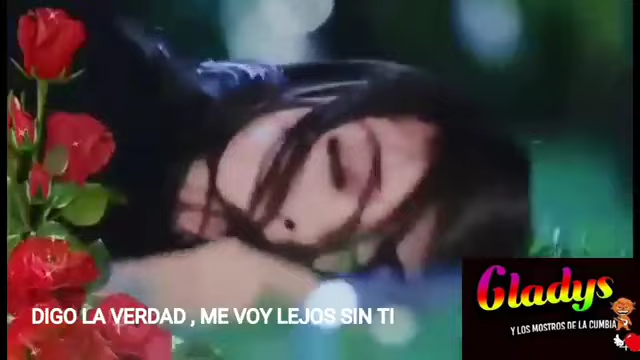 DIGO LA VERDAD , ME VOY LEJOS SIN TI
Gladys
Y LOS MOSTROS DE LA CUMBIA